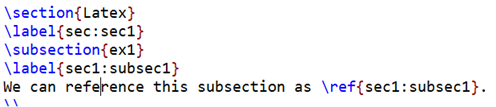 \section{Latex}
\label{sec:sec1}
\subsection{ex1}
\label{sec1:subsec1}
We can reference this subsection as \ref{sec1:subsec1}.
\\